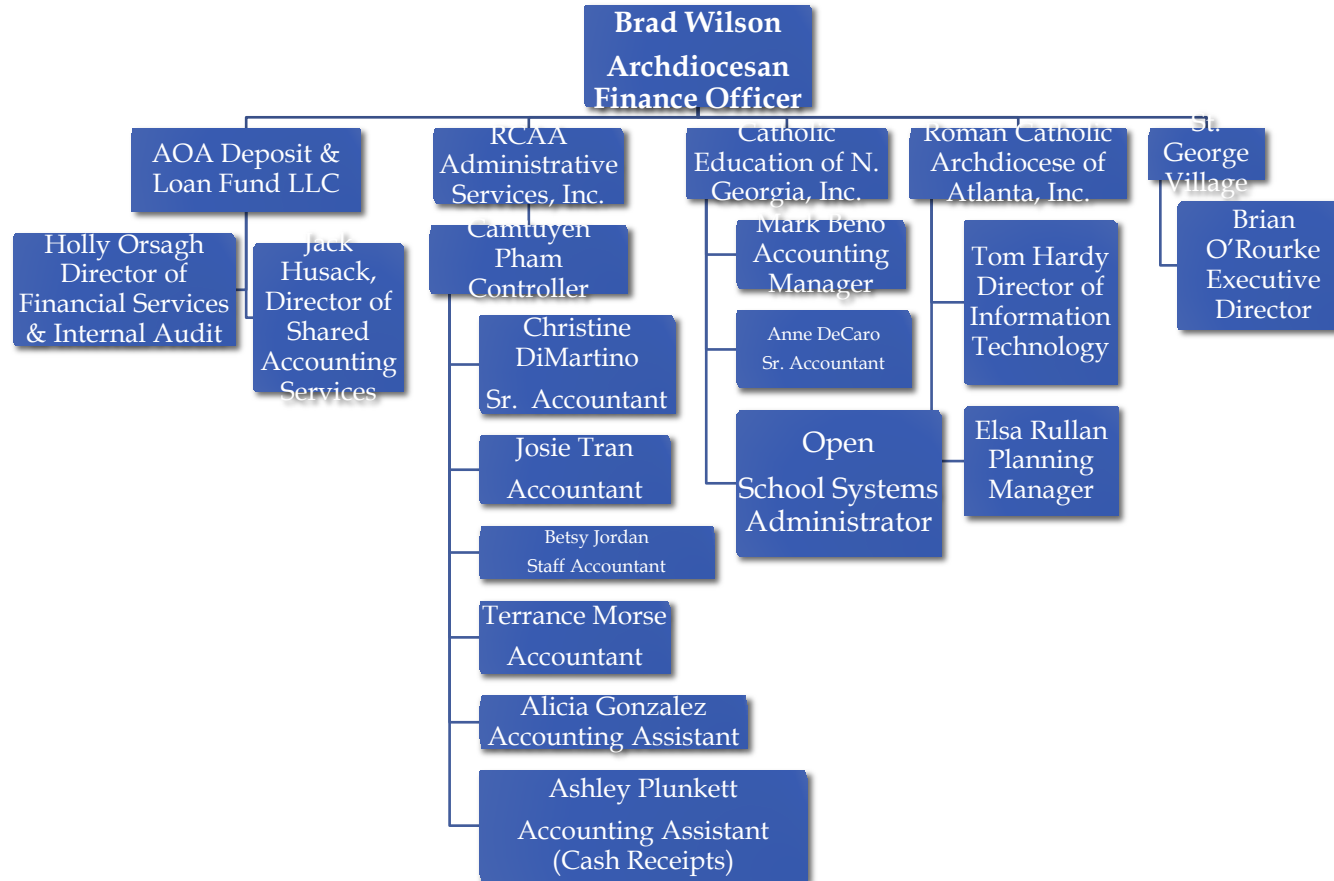 Brad Wilson
Archdiocesan
Finance Officer
AOA Deposit &
Loan Fund LLC
Holly Orsagh
Director of
Financial Services
& Internal Audit
Jack
Husack,
Director of
Shared
Accounting
Services
RCAA
Administrative
Services, Inc.
Camtuyen
Pham
Controller
Christine
DiMartino
Sr. Accountant
Josie Tran
Accountant
Betsy Jordan
Staff Accountant
Terrance Morse
Accountant
Alicia Gonzalez
Accounting Assistant
Ashley Plunkett
Accounting Assistant
(Cash Receipts)
Catholic
Education of N.
Georgia, Inc.
Mark Beno
Accounting
Manager
Anne DeCaro
Sr. Accountant
Open
School Systems
Administrator
Roman Catholic
Archdiocese of
Atlanta, Inc.
Tom Hardy
Director of
Information
Technology
Elsa Rullan
Planning
Manager
St.
George
Village
Brian
O’Rourke
Executive
Director